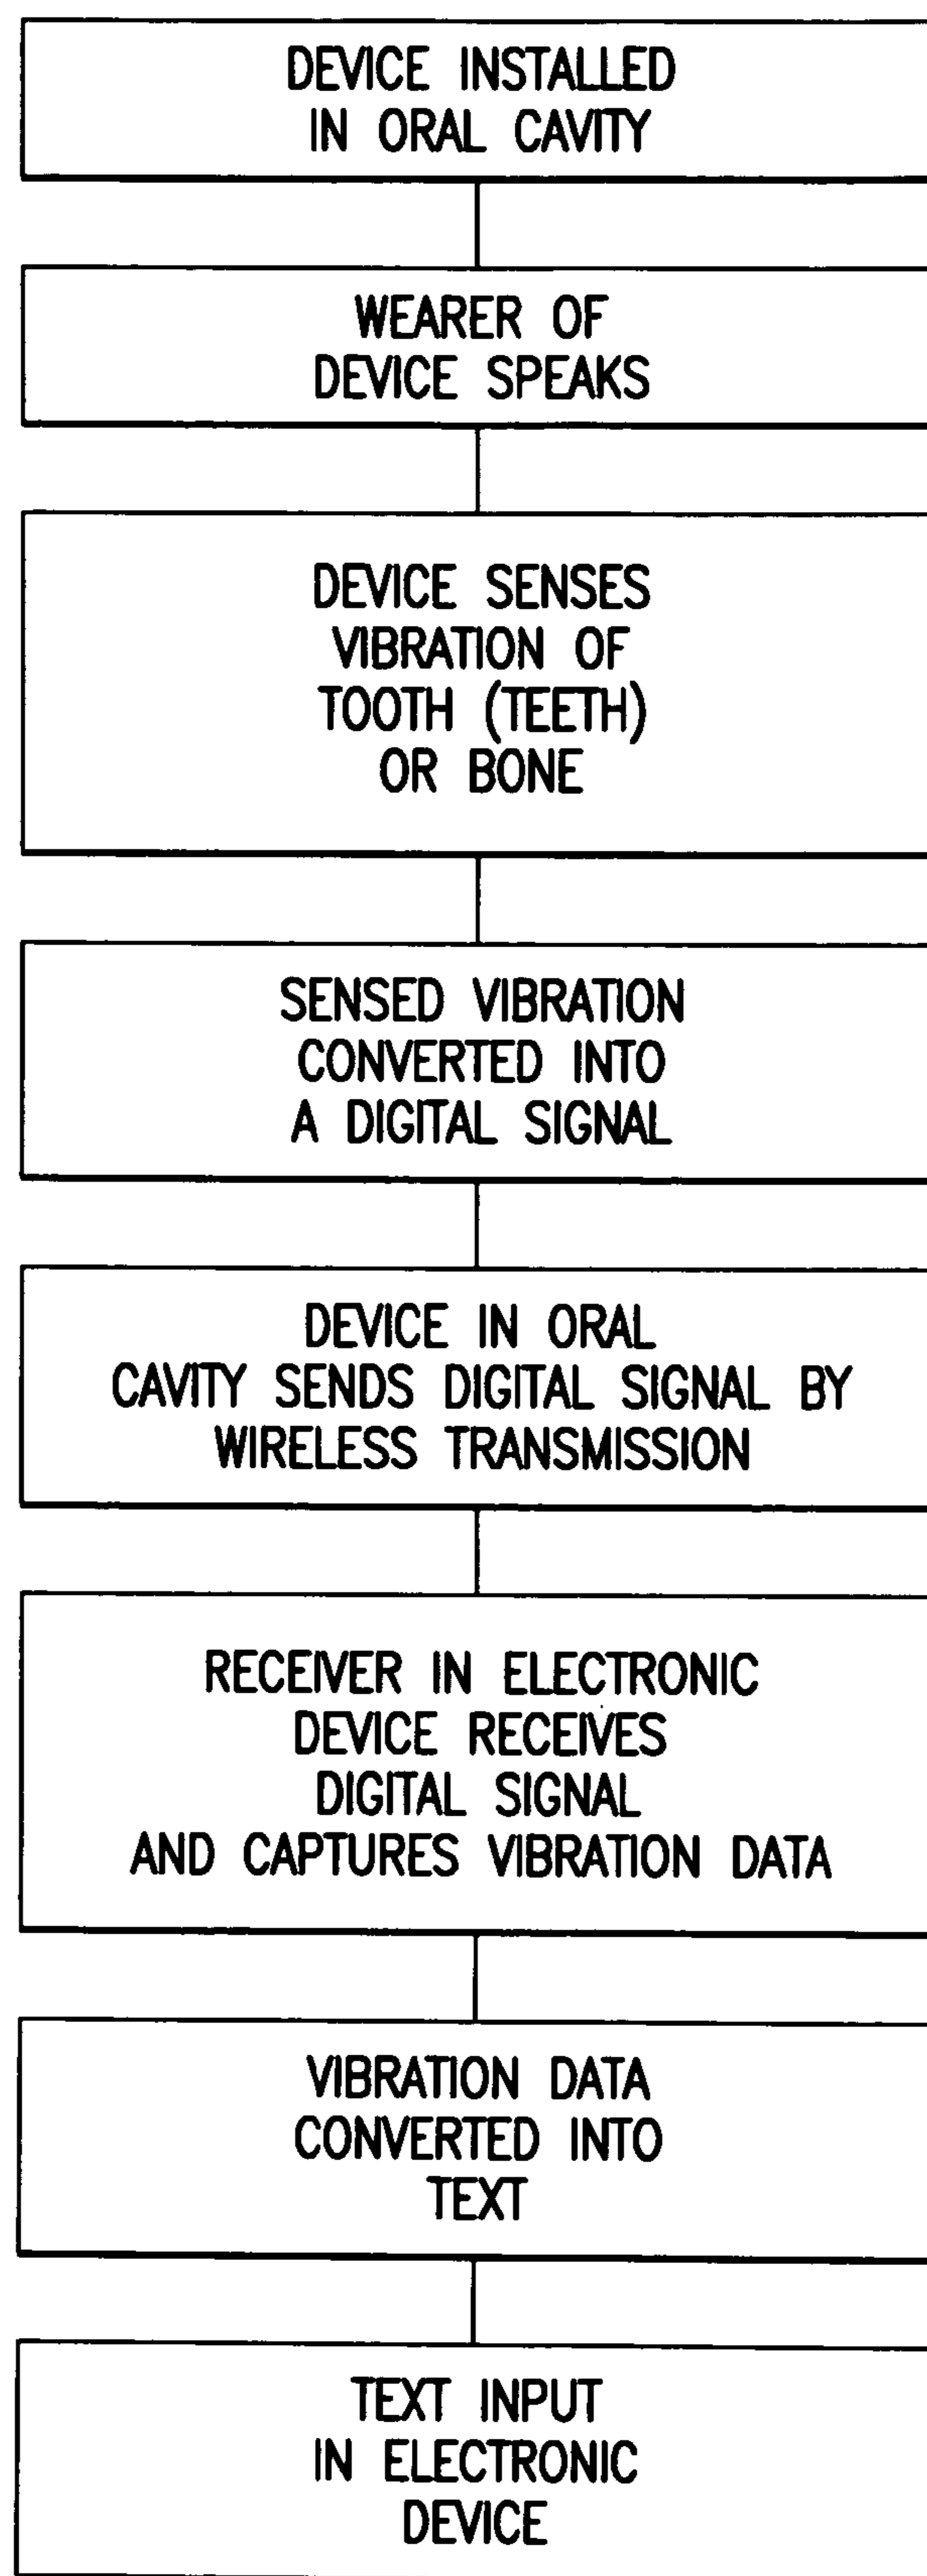 DEVICE INSTALLED
IN ORAL CAVITY
WEARER OF
DEVICE SPEAKS
DEVICE SENSES
VIBRATION OF
TOOTH (TEETH)
OR BONE
SENSED VIBRATION
CONVERTED INTO
A DIGITAL SIGNAL
DEVICE IN ORAL
CAVITY SENDS DIGITAL SIGNAL BY
WIRELESS TRANSMISSION
RECEIVER IN ELECTRONIC
DEVICE RECEIVES
DIGITAL SIGNAL
AND CAPTURES VIBRATION DATA
VIBRATION DATA
CONVERTED INTO
TEXT
TEXT INPUT
IN ELECTRONIC
DEVICE